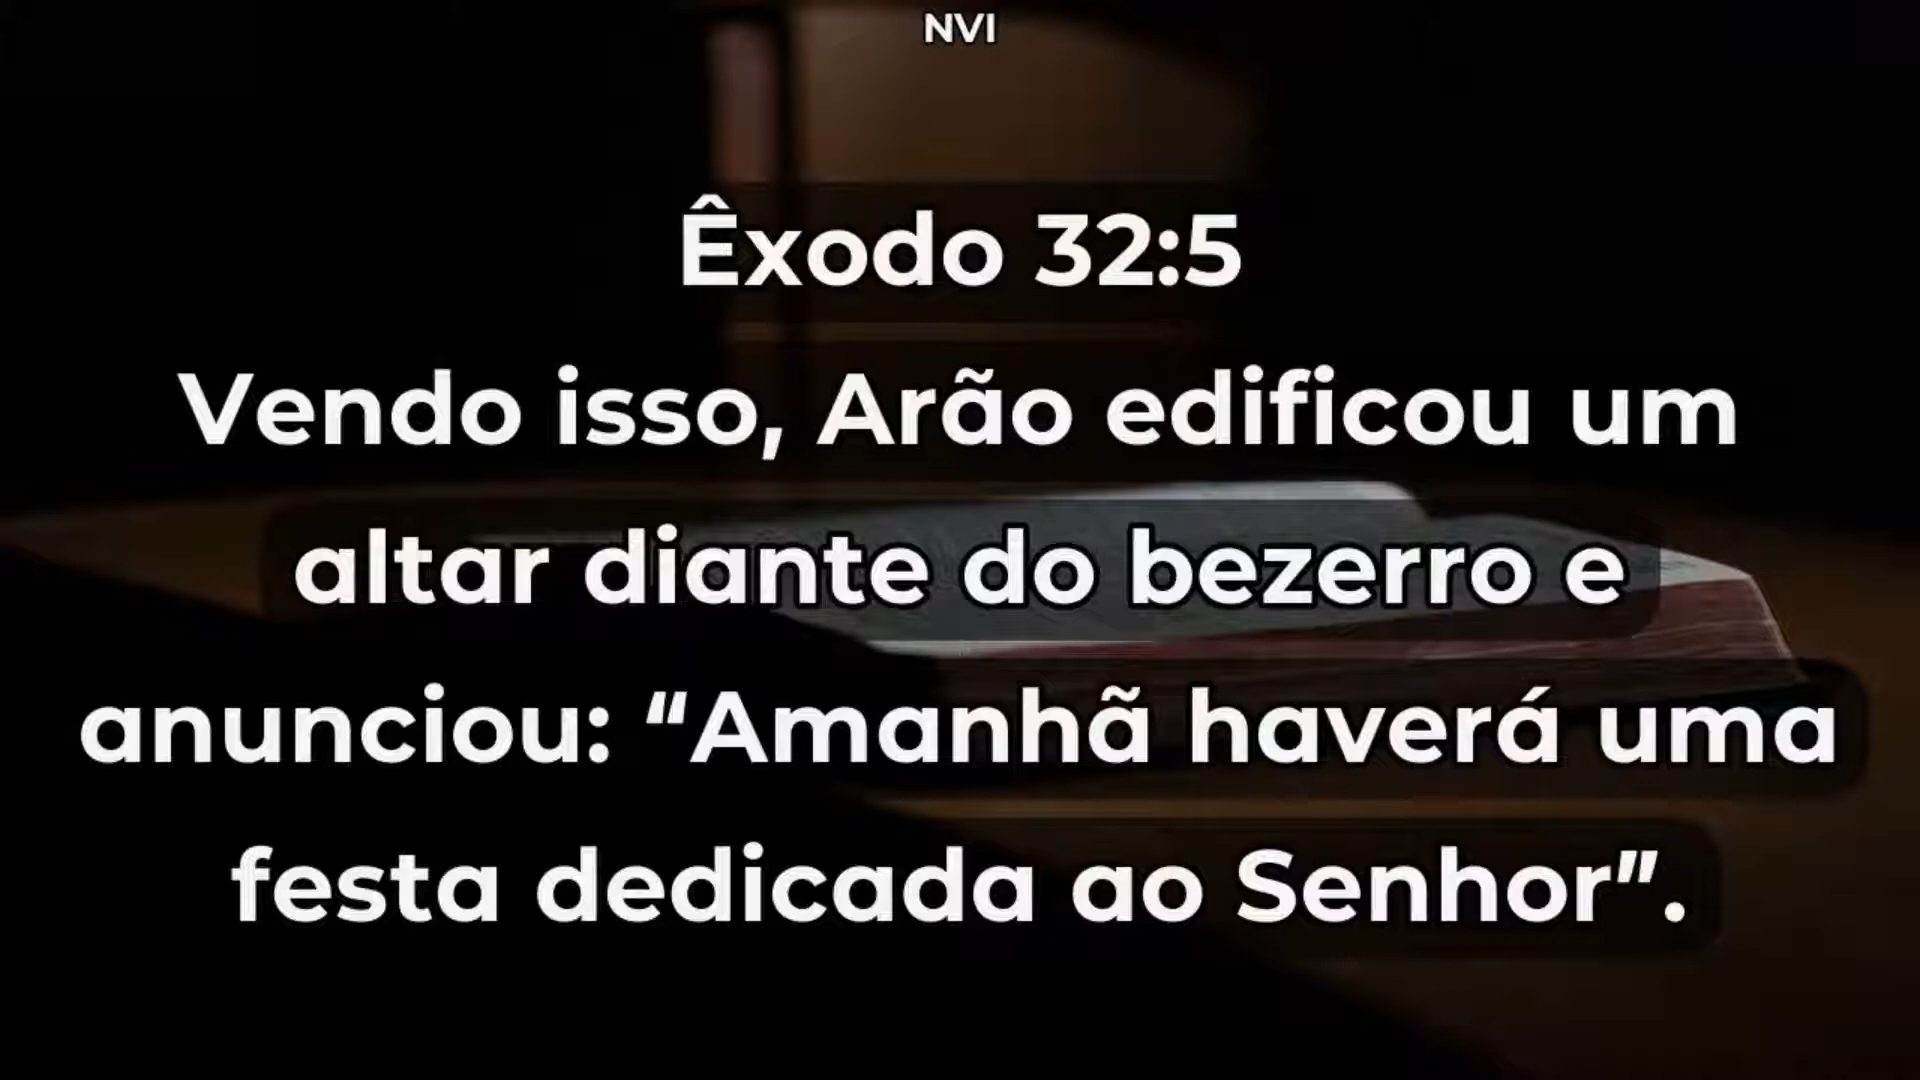 NVI
Êxodo 32:5
Vendo isso, Arão edificou um
altar diante do bezerro e
anunciou: “Amanhã haverá uma
festa dedicada ao Senhor”.